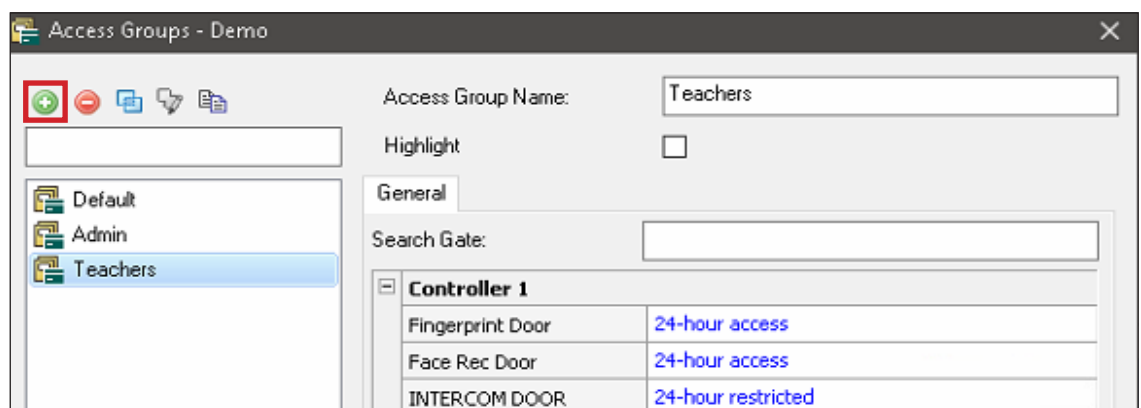 Access Groups - Demo
Access Group Name: Teachers
Highlight
Default
Admin
Teachers
General
Search Gate:
Controller 1
Fingerprint Door 24-hour access
Face Rec Door 24-hour access
INTERCOM DOOR 24-hour restricted